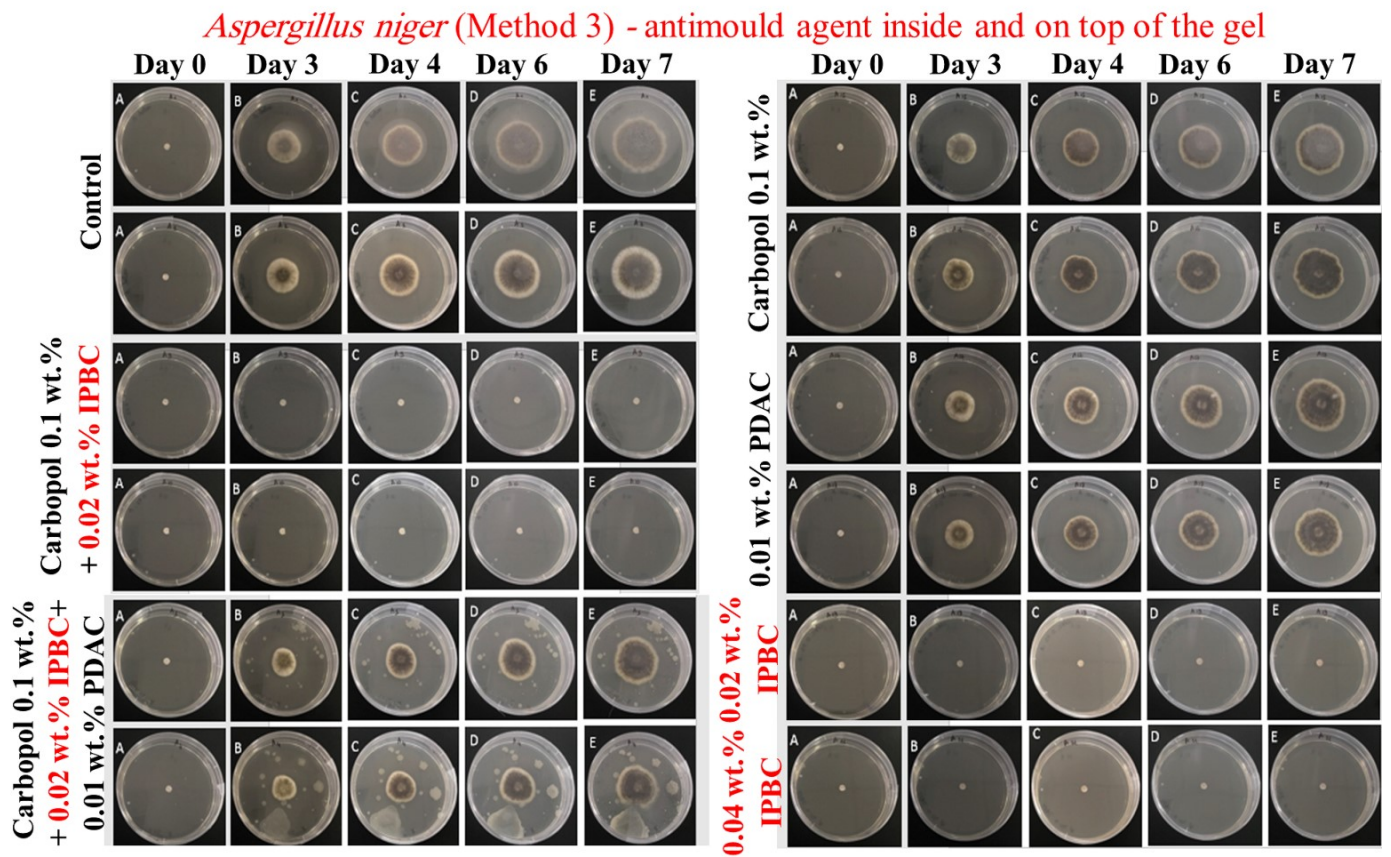 Aspergillus niger (Method 3) - antimould agent inside and on top of the gel
Day 0 Day 3 Day 4 Day 6 Day 7
Control
A B C D E
A B C D E
Carbopol 0.1 wt.%
+ 0.02 wt.% IPBC
A B C D E
A B C D E
Carbopol 0.1 wt.%
+ 0.02 wt.% IPBC+
0.01 wt.% PDAC
A B C D E
A B C D E
Day 0 Day 3 Day 4 Day 6 Day 7
Carbopol 0.1 wt.%
A B C D E
A B C D E
0.01 wt.% PDAC
A B C D E
A B C D E
0.02 wt.%
IPBC
A B C D E
0.04 wt.%
IPBC
A B C D E